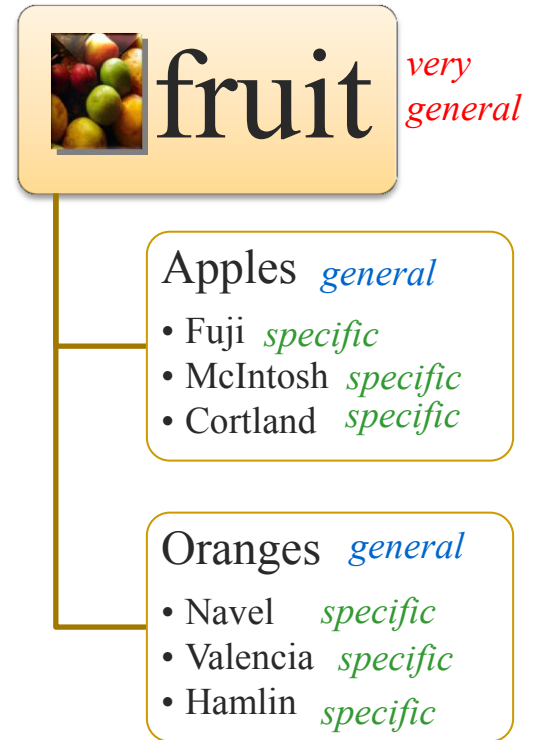 fruit very general
Apples general
• Fuji specific
• McIntosh specific
• Cortland specific
Oranges general
• Navel specific
• Valencia specific
• Hamlin specific